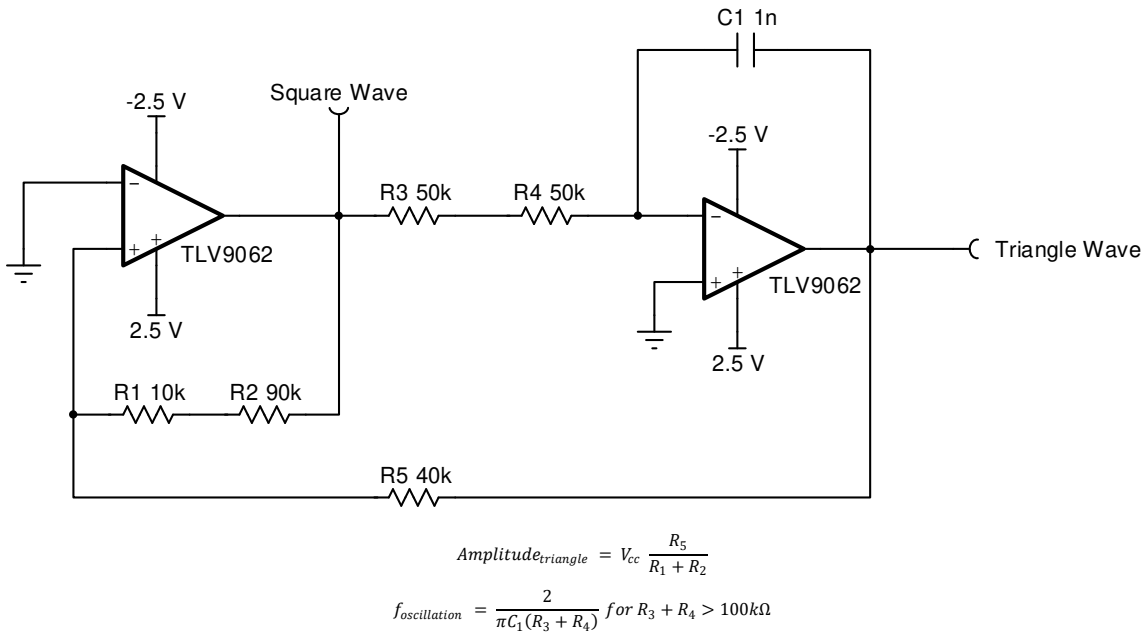 C1 1n
Square Wave
-2.5 V
-2.5 V
R3 50k
R4 50k
−
+
+
TLV9062
−
+
+
TLV9062
Triangle Wave
2.5 V
2.5 V
R1 10k
R2 90k
R5 40k
Amplitude_triangle = V_cc R_5 / (R_1 + R_2)
f_oscillation = 2 / (πC_1(R_3 + R_4)) for R_3 + R_4 > 100kΩ